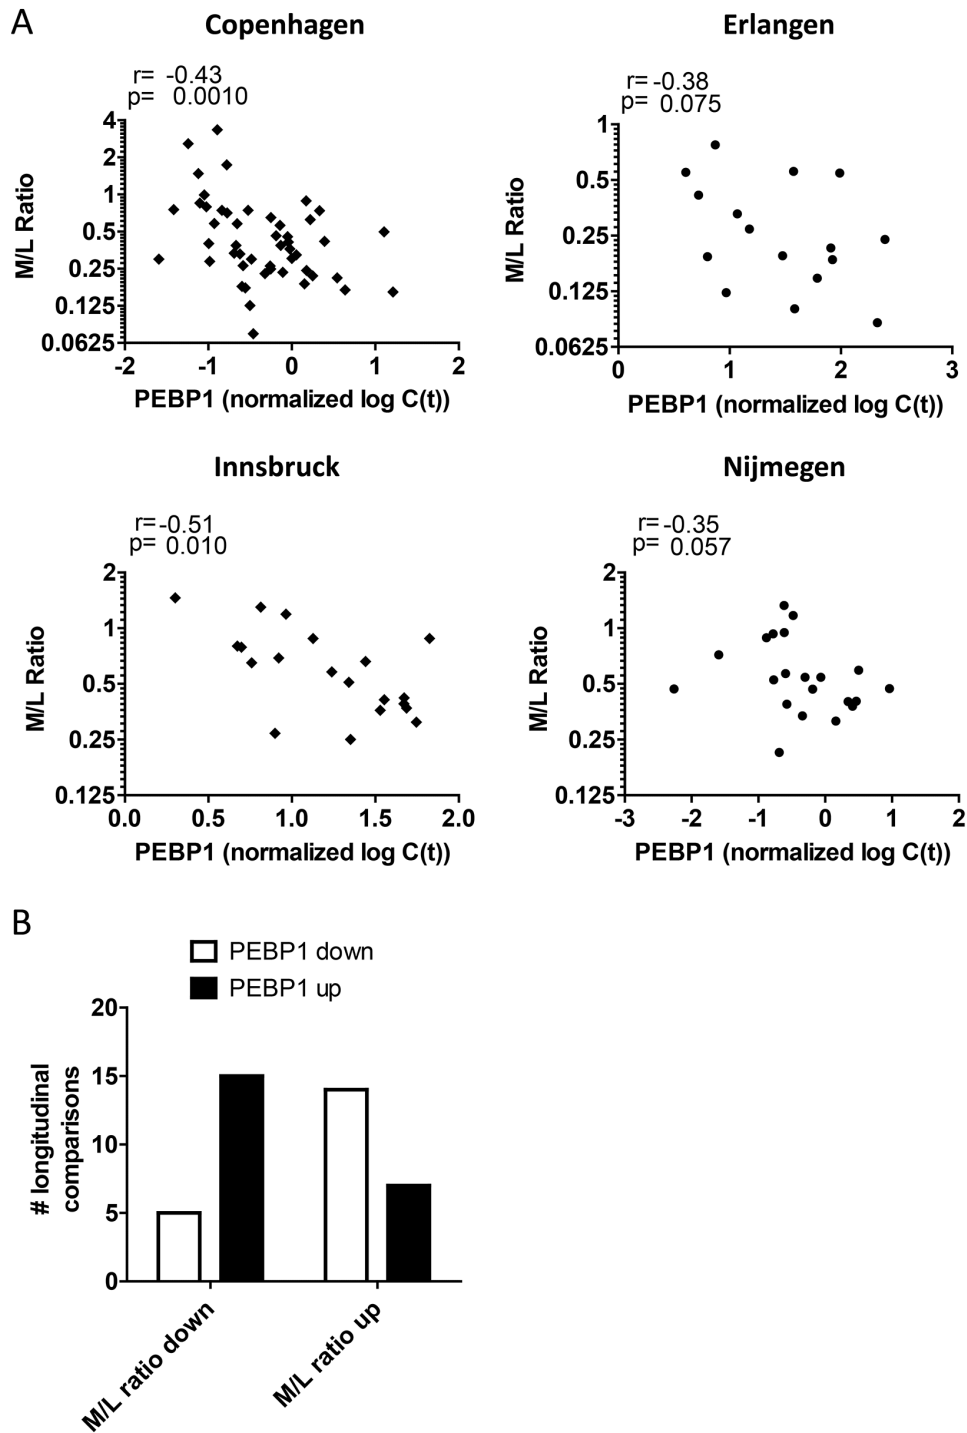 A
Copenhagen
r= -0.43
p= 0.0010
4
2
1
0.5
0.25
0.125
0.0625
M/L Ratio
-2 -1 0 1 2
PEBP1 (normalized log C(t))
Erlangen
r= -0.38
p= 0.075
1
0.5
0.25
0.125
0.0625
M/L Ratio
0 1 2 3
PEBP1 (normalized log C(t))
Innsbruck
r= -0.51
p= 0.010
2
1
0.5
0.25
0.125
M/L Ratio
0.0 0.5 1.0 1.5 2.0
PEBP1 (normalized log C(t))
Nijmegen
r= -0.35
p= 0.057
2
1
0.5
0.25
0.125
M/L Ratio
-3 -2 -1 0 1 2
PEBP1 (normalized log C(t))
B
PEBP1 down
PEBP1 up
20
15
10
5
0
# longitudinal
comparisons
M/L ratio down
M/L ratio up